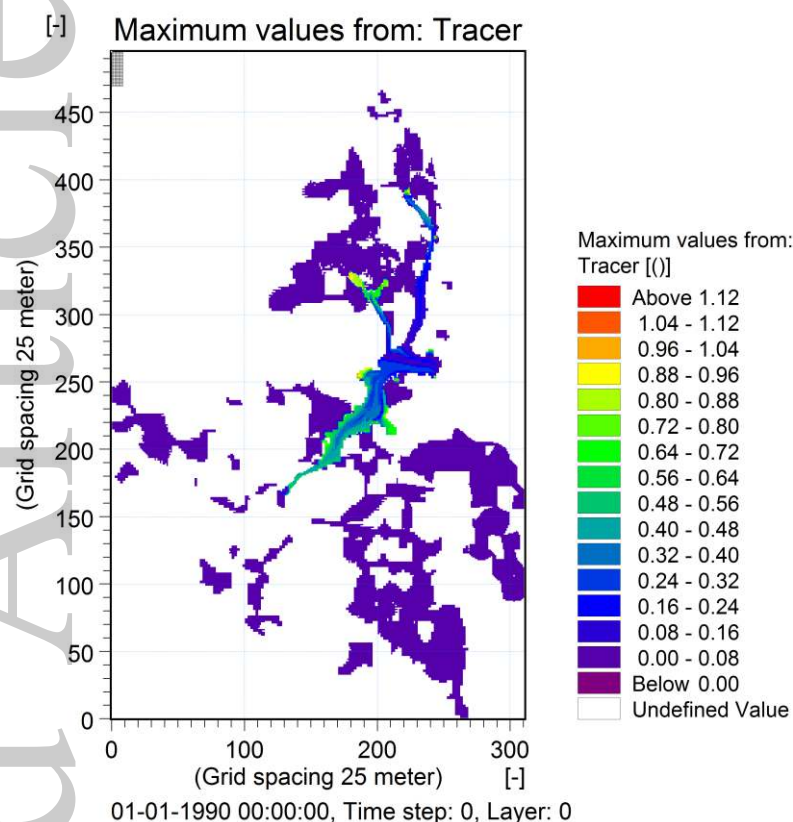 [-]
Maximum values from: Tracer
450
400
350
300
250
200
150
100
50
0
(Grid spacing 25 meter)
0 100 200 300
(Grid spacing 25 meter) [-]
01-01-1990 00:00:00, Time step: 0, Layer: 0
Maximum values from:
Tracer [()]
Above 1.12
1.04 - 1.12
0.96 - 1.04
0.88 - 0.96
0.80 - 0.88
0.72 - 0.80
0.64 - 0.72
0.56 - 0.64
0.48 - 0.56
0.40 - 0.48
0.32 - 0.40
0.24 - 0.32
0.16 - 0.24
0.08 - 0.16
0.00 - 0.08
Below 0.00
Undefined Value